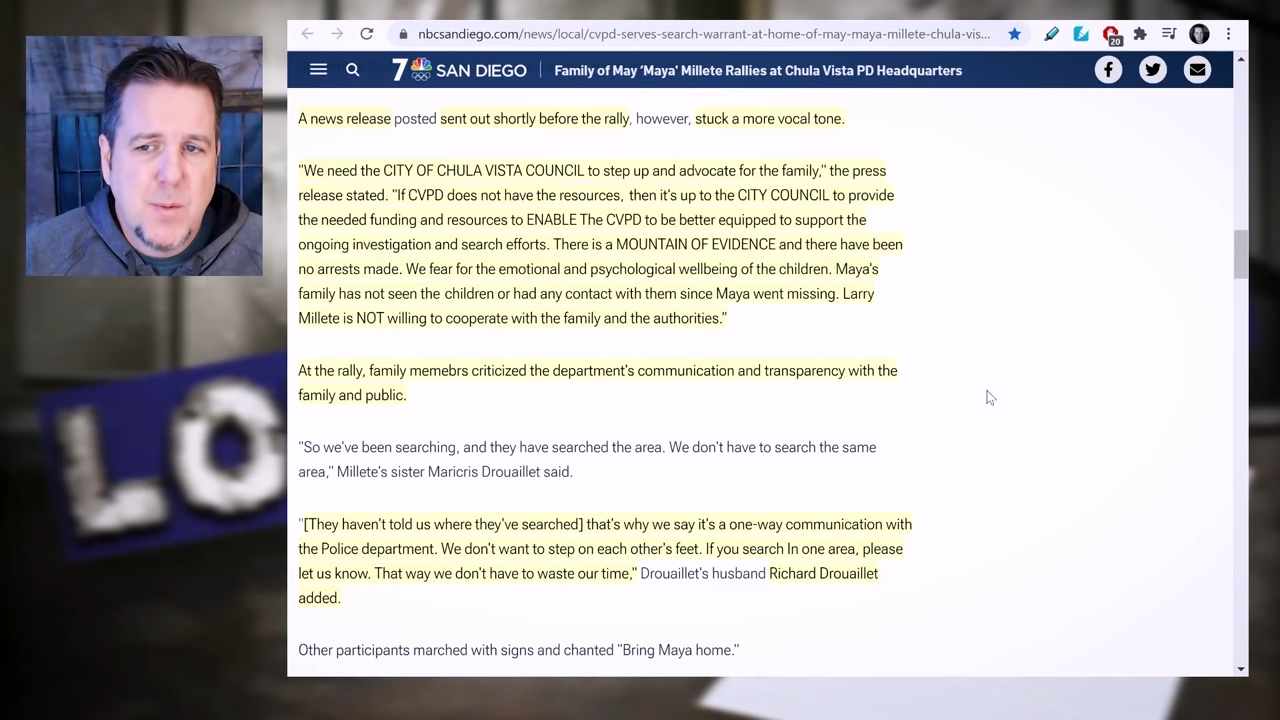 nbcsandiego.com/news/local/cvpd-serves-search-warrant-at-home-of-may-maya-millete-chula-vis...
20
7 SAN DIEGO
Family of May ‘Maya' Millete Rallies at Chula Vista PD Headquarters
A news release posted sent out shortly before the rally, however, stuck a more vocal tone.
"We need the CITY OF CHULA VISTA COUNCIL to step up and advocate for the family," the press
release stated. "If CVPD does not have the resources, then it's up to the CITY COUNCIL to provide
the needed funding and resources to ENABLE The CVPD to be better equipped to support the
ongoing investigation and search efforts. There is a MOUNTAIN OF EVIDENCE and there have been
no arrests made. We fear for the emotional and psychological wellbeing of the children. Maya's
family has not seen the children or had any contact with them since Maya went missing. Larry
Millete is NOT willing to cooperate with the family and the authorities."
At the rally, family memebrs criticized the department's communication and transparency with the
family and public.
"So we've been searching, and they have searched the area. We don't have to search the same
area," Millete's sister Maricris Drouaillet said.
"[They haven't told us where they've searched] that's why we say it's a one-way communication with
the Police department. We don't want to step on each other's feet. If you search In one area, please
let us know. That way we don't have to waste our time," Drouaillet's husband Richard Drouaillet
added.
Other participants marched with signs and chanted "Bring Maya home."
LO